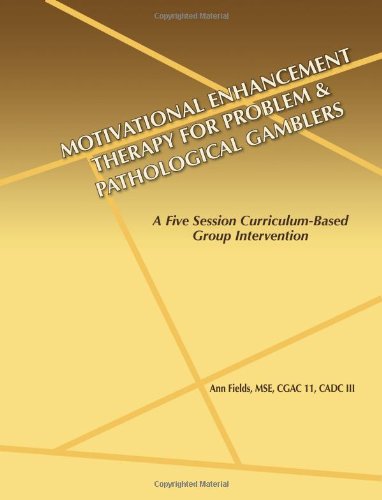 Copyrighted Material
MOTIVATIONAL ENHANCEMENT
THERAPY FOR PROBLEM &
PATHOLOGICAL GAMBLERS
A Five Session Curriculum-Based
Group Intervention
Ann Fields, MSE, CGAC 11, CADC III
Copyrighted Material